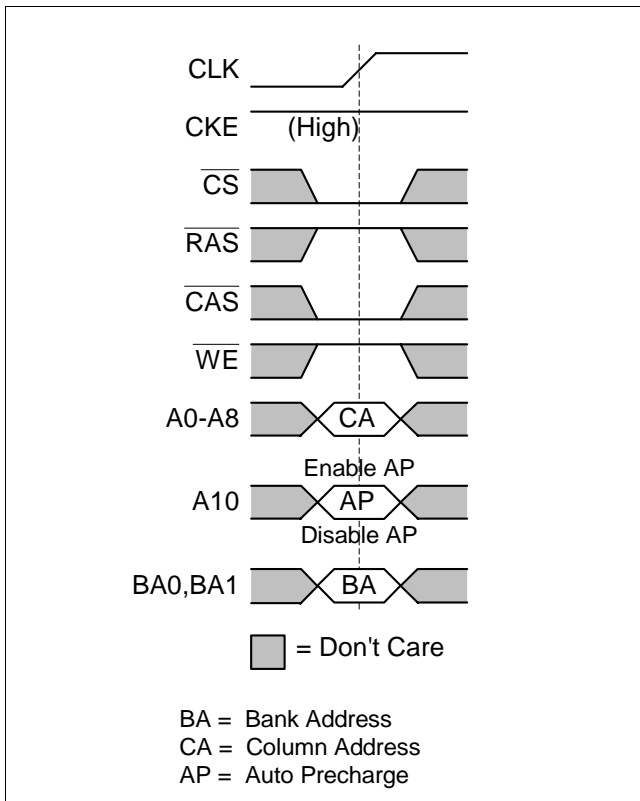 CLK
CKE (High)
CS
RAS
CAS
WE
A0-A8 CA
Enable AP
A10 AP
Disable AP
BA0,BA1 BA
= Don't Care
BA = Bank Address
CA = Column Address
AP = Auto Precharge